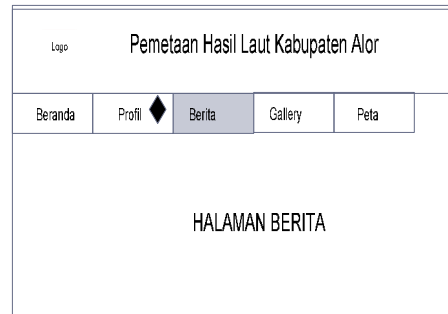 Logo
Pemetaan Hasil Laut Kabupaten Alor
Beranda Profil Berita Gallery Peta
HALAMAN BERITA